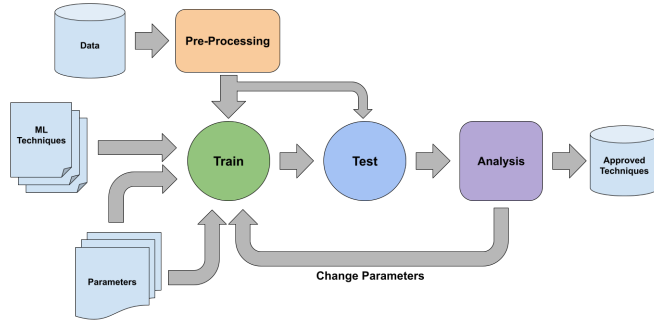 Data
Pre-Processing
ML
Techniques
Train
Test
Analysis
Approved
Techniques
Parameters
Change Parameters